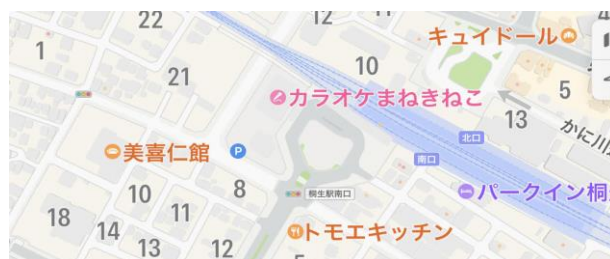 22
12
キュイドール
1
10
21
5
カラオケまねきねこ
13
かに川
北口
美喜仁館
P
南口
10
8
桐生駅南口
パークイン桐
18
11
14
トモエキッチン
13
12